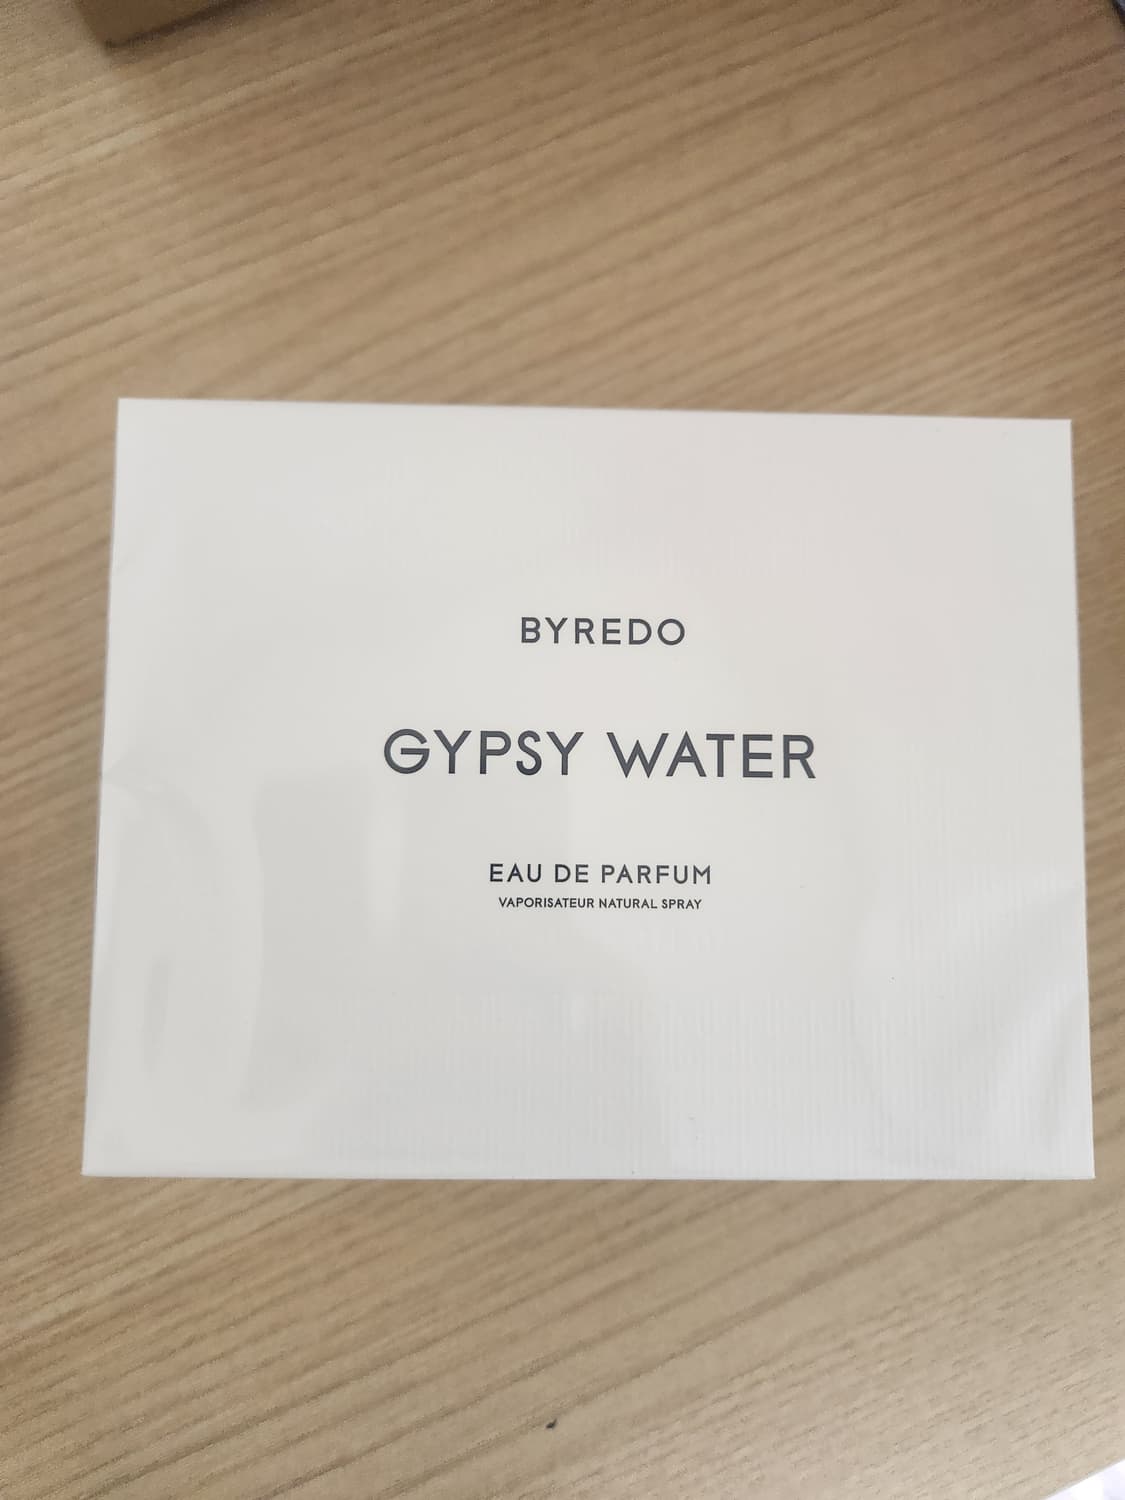 BYREDO
GYPSY WATER
EAU DE PARFUM
VAPORISATEUR NATURAL SPRAY